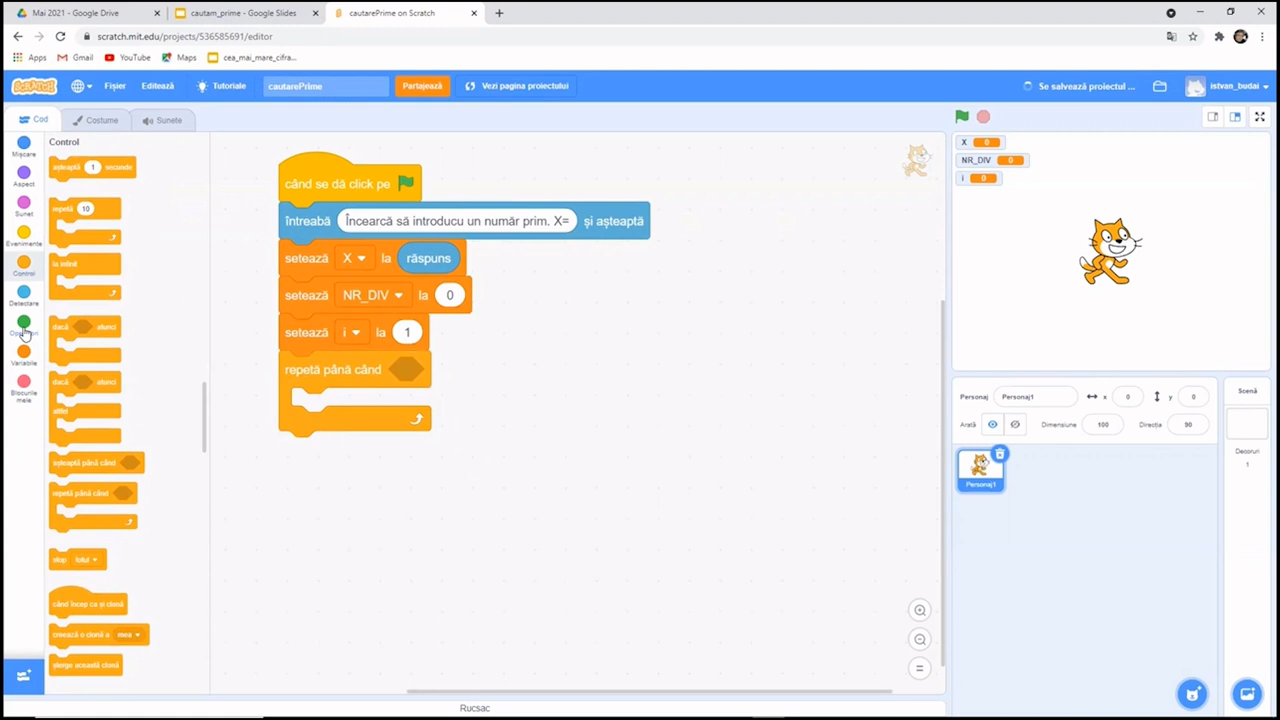 Mai 2021 - Google Drive
cautam_prime - Google Slides
cautarePrime on Scratch
scratch.mit.edu/projects/536585691/editor
Apps
Gmail
YouTube
Maps
cea_mai_mare_cifra...
SCRATCH
Fișier
Editează
Tutoriale
cautarePrime
Partajează
Vezi pagina proiectului
Se salvează proiectul ...
istvan_budai
Cod
Costume
Sunete
Mișcare
Aspect
Sunet
Evenimente
Control
Detectare
Variabile
Blocurile
mele
Control
așteaptă 1 secunde
repetă 10
la infinit
dacă atunci
dacă atunci
altfel
așteaptă până când
repetă până când
stop totul
când încep ca și clonă
creează o clonă a mea
șterge această clonă
când se dă click pe
întreabă Încearcă să introducu un număr prim. X= și așteaptă
setează X la răspuns
setează NR_DIV la 0
setează i la 1
repetă până când
X 0
NR_DIV 0
i 0
Personaj Personaj1 x 0 y 0
Arată Dimensiune 100 Direcția 90
Personaj1
Scenă
Decoruri
1
Rucsac